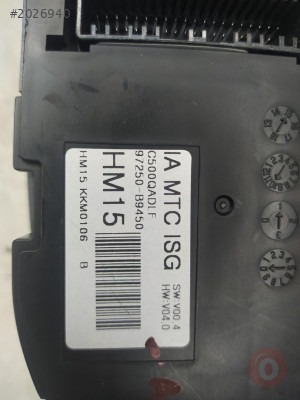 #2026940
IA MTC ISG
C500QADLF
97250-B9450
HM15
SW:V00.4
HW:V04.0
HM15 KKM0106 B